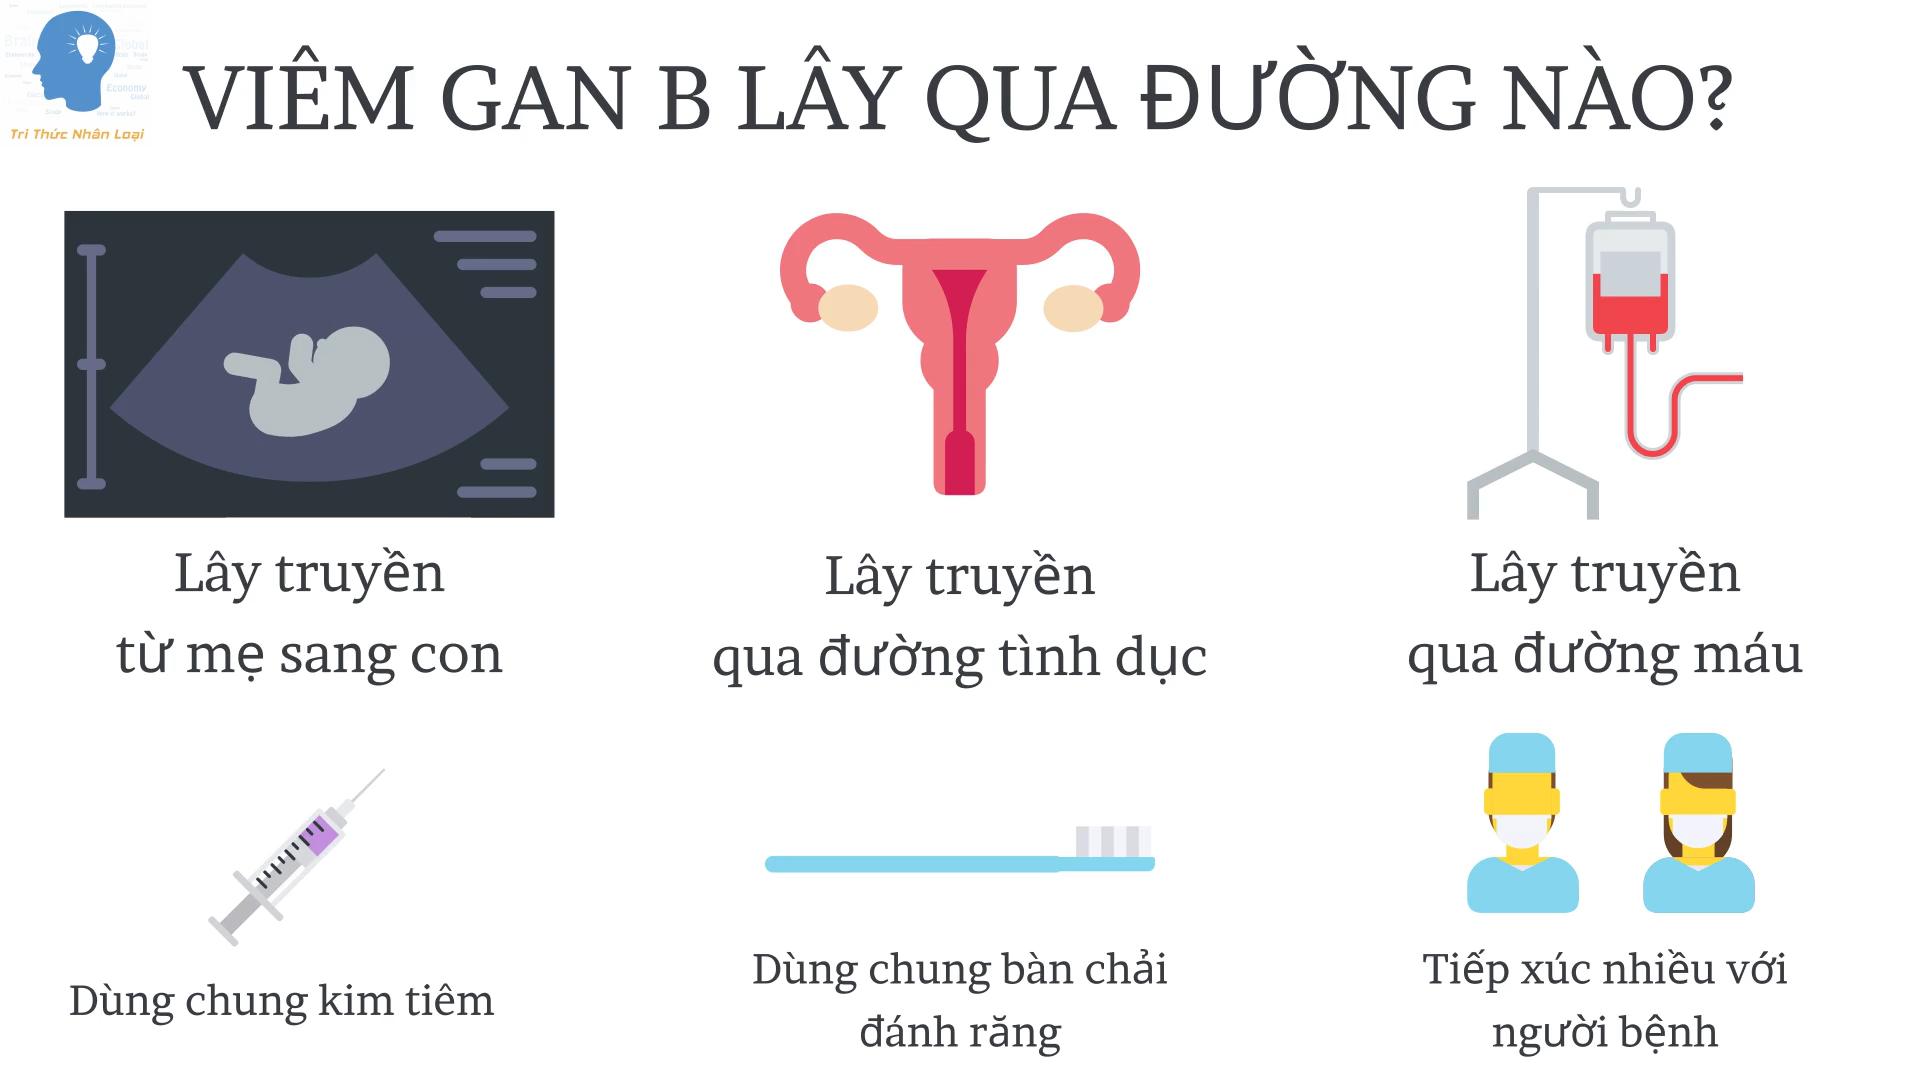 VIÊM GAN B LÂY QUA ĐƯỜNG NÀO?
Economy
Global
Tri Thức Nhân Loại
Lây truyền
từ mẹ sang con
Lây truyền
qua đường tình dục
Lây truyền
qua đường máu
Dùng chung kim tiêm
Dùng chung bàn chải
đánh răng
Tiếp xúc nhiều với
người bệnh